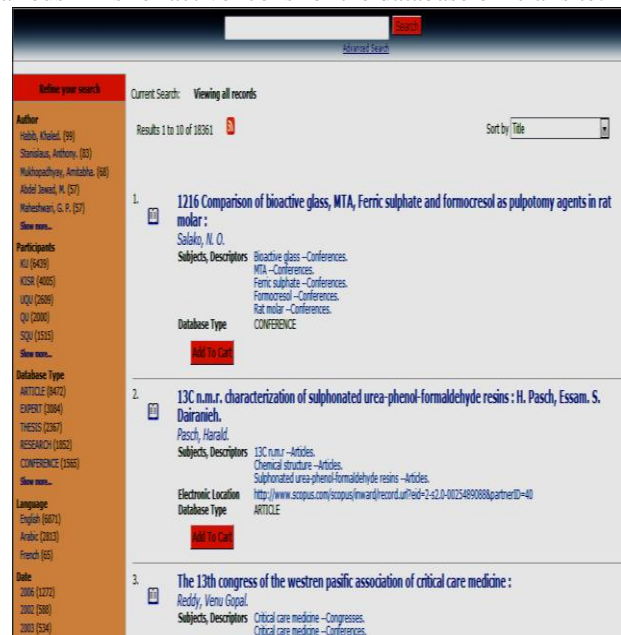 Search
Advanced Search
Refine your search
Current Search: Viewing all records
Results 1 to 10 of 18361
Sort by Title
Author
Habib, Khaled. (99)
Stanislaus, Anthony. (83)
Mukhopadhyay, Amitabha. (68)
Abdel Jawad, M. (57)
Maheshwari, G. P. (57)
Show more...
Participants
KU (6439)
KISR (4005)
UQU (2609)
QU (2000)
SQU (1515)
Show more...
Database Type
ARTICLE (8472)
EXPERT (3084)
THESIS (2367)
RESEARCH (1852)
CONFERENCE (1565)
Show more...
Language
English (6871)
Arabic (2813)
French (65)
Date
2006 (1272)
2002 (588)
2003 (534)
1. 1216 Comparison of bioactive glass, MTA, Ferric sulphate and formocresol as pulpotomy agents in rat
molar :
Salako, N. O.
Subjects, Descriptors Bioactive glass --Conferences.
MTA --Conferences.
Ferric sulphate --Conferences.
Formocresol --Conferences.
Rat molar --Conferences.
Database Type CONFERENCE
Add To Cart
2. 13C n.m.r. characterization of sulphonated urea-phenol-formaldehyde resins : H. Pasch, Essam. S.
Dairanieh.
Pasch, Harald.
Subjects, Descriptors 13C n.m.r --Articles.
Chemical structure --Articles.
Sulphonated urea-phenol-formaldehyde resins --Articles.
Electronic Location http://www.scopus.com/scopus/inward/record.url?eid=2-s2.0-0025489088&partnerID=40
Database Type ARTICLE
Add To Cart
3. The 13th congress of the westren pasific association of critical care medicine :
Reddy, Venu Gopal.
Subjects, Descriptors Critical care medicine --Congresses.
Critical care medicine --Conferences.